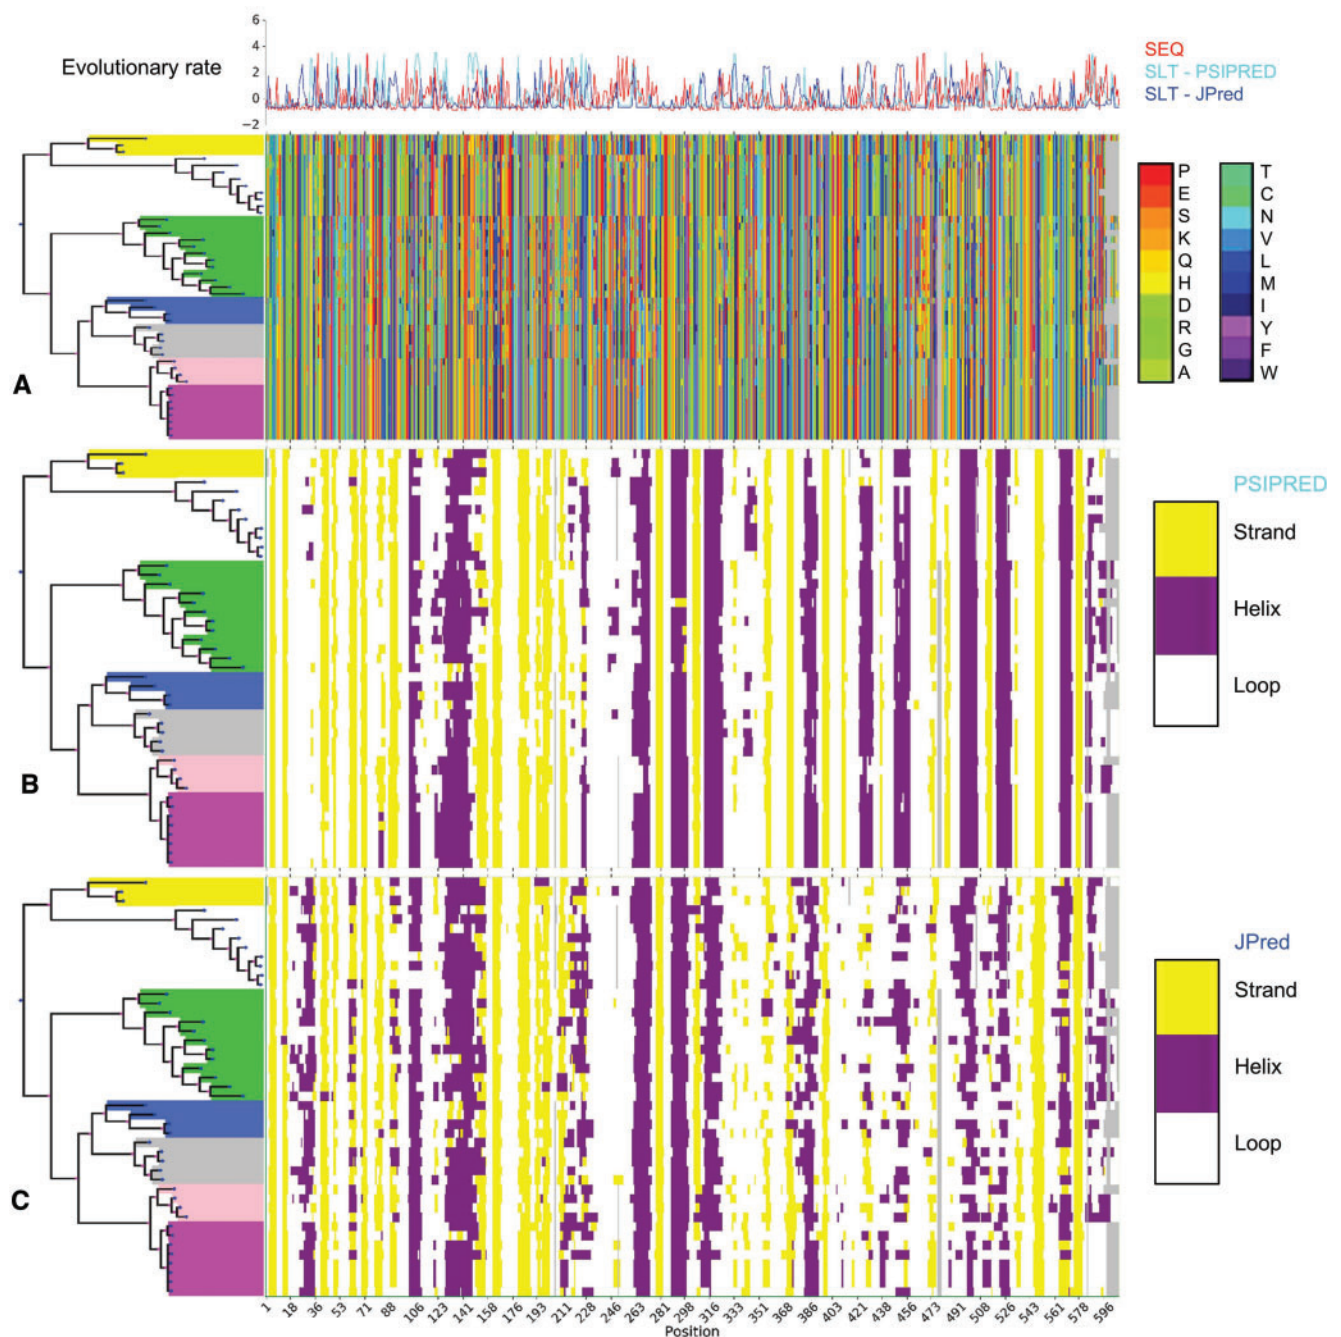 6
4
2
0
−2
Evolutionary rate
SEQ
SLT - PSIPRED
SLT - JPred
P T
E C
S N
K V
Q L
H M
D I
R Y
G F
A W
A
PSIPRED
Strand
Helix
Loop
B
JPred
Strand
Helix
Loop
C
1 18 36 53 71 88 106 123 141 158 176 193 211 228 246 263 281 298 316 333 351 368 386 403 421 438 456 473 491 508 526 543 561 578 596
Position